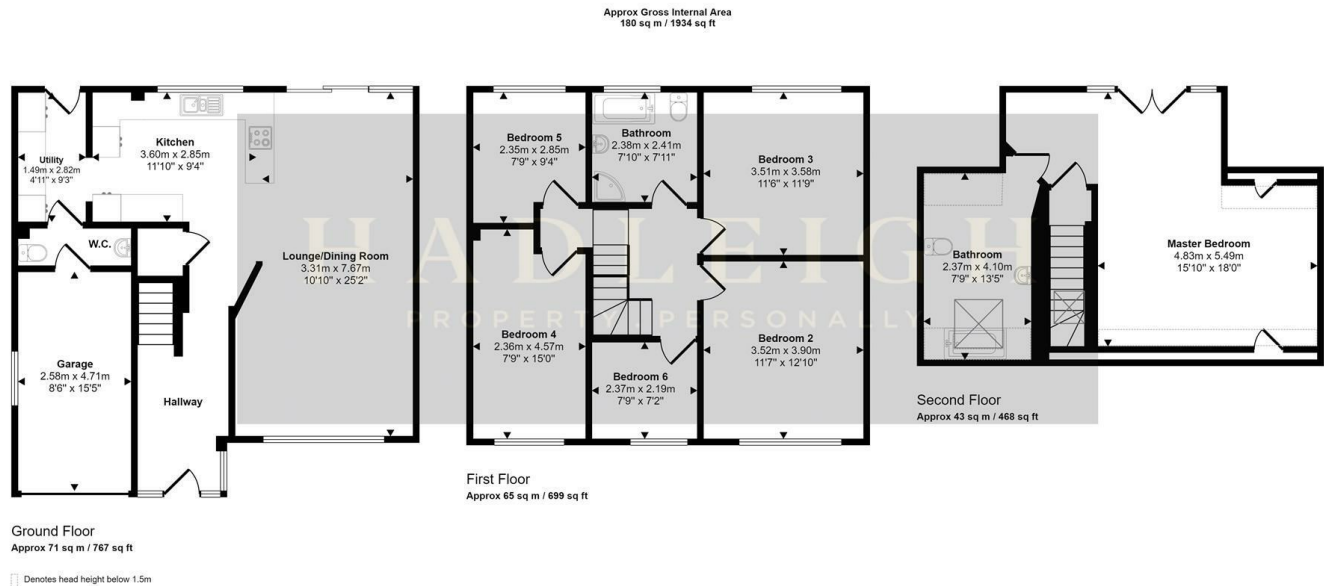 Approx Gross Internal Area
180 sq m / 1934 sq ft
Utility
1.49m x 2.82m
4'11" x 9'3"
Kitchen
3.60m x 2.85m
11'10" x 9'4"
W.C.
Lounge/Dining Room
3.31m x 7.67m
10'10" x 25'2"
Garage
2.58m x 4.71m
8'6" x 15'5"
Hallway
Ground Floor
Approx 71 sq m / 767 sq ft
Denotes head height below 1.5m
Bedroom 5
2.35m x 2.85m
7'9" x 9'4"
Bathroom
2.38m x 2.41m
7'10" x 7'11"
Bedroom 3
3.51m x 3.58m
11'6" x 11'9"
Bedroom 4
2.36m x 4.57m
7'9" x 15'0"
Bedroom 6
2.37m x 2.19m
7'9" x 7'2"
Bedroom 2
3.52m x 3.90m
11'7" x 12'10"
First Floor
Approx 65 sq m / 699 sq ft
Bathroom
2.37m x 4.10m
7'9" x 13'5"
Master Bedroom
4.83m x 5.49m
15'10" x 18'0"
Second Floor
Approx 43 sq m / 468 sq ft
HADLEIGH
PROPERTY. PERSONALLY